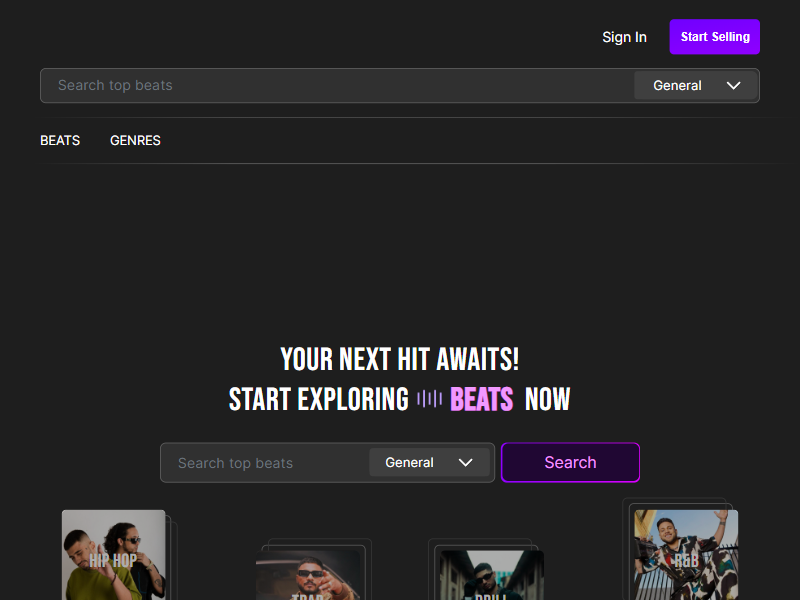 Sign In
Start Selling
Search top beats
General
BEATS
GENRES
YOUR NEXT HIT AWAITS!
START EXPLORING BEATS NOW
Search top beats
General
Search
HIP HOP
R&B
TRAP
DRILL